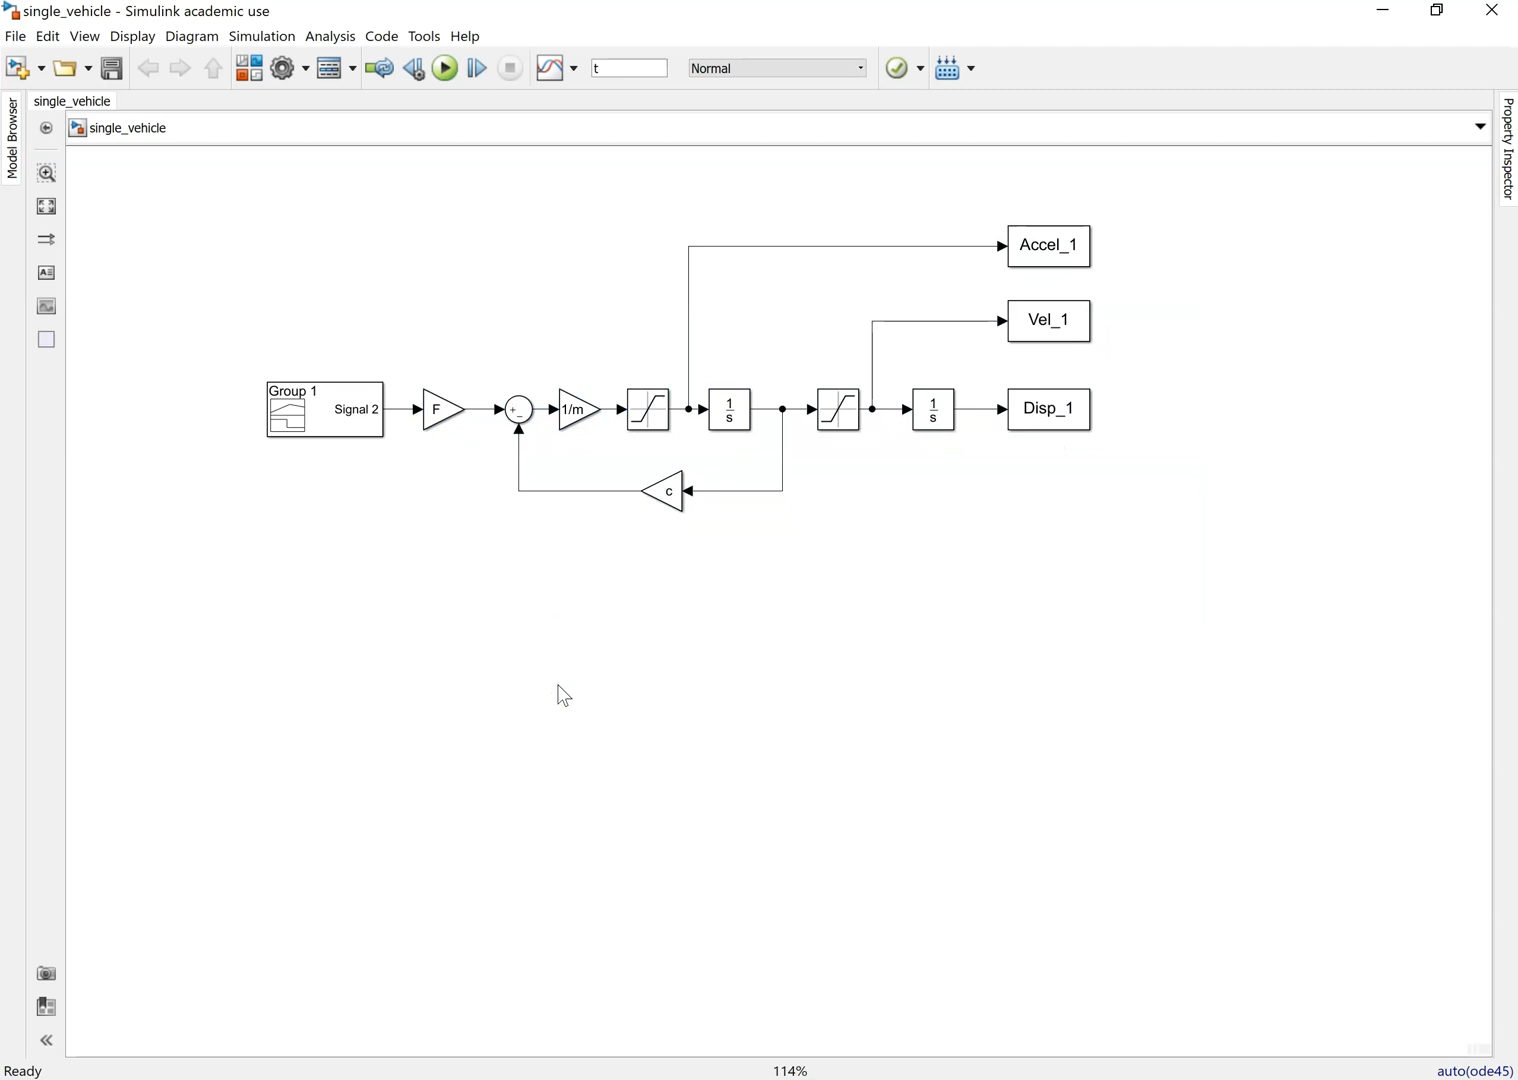 single_vehicle - Simulink academic use
File Edit View Display Diagram Simulation Analysis Code Tools Help
t
Normal
single_vehicle
single_vehicle
Model Browser
Property Inspector
Accel_1
Vel_1
Group 1
Signal 2
F
+
-
1/m
1
s
1
s
Disp_1
c
Ready
114%
auto(ode45)